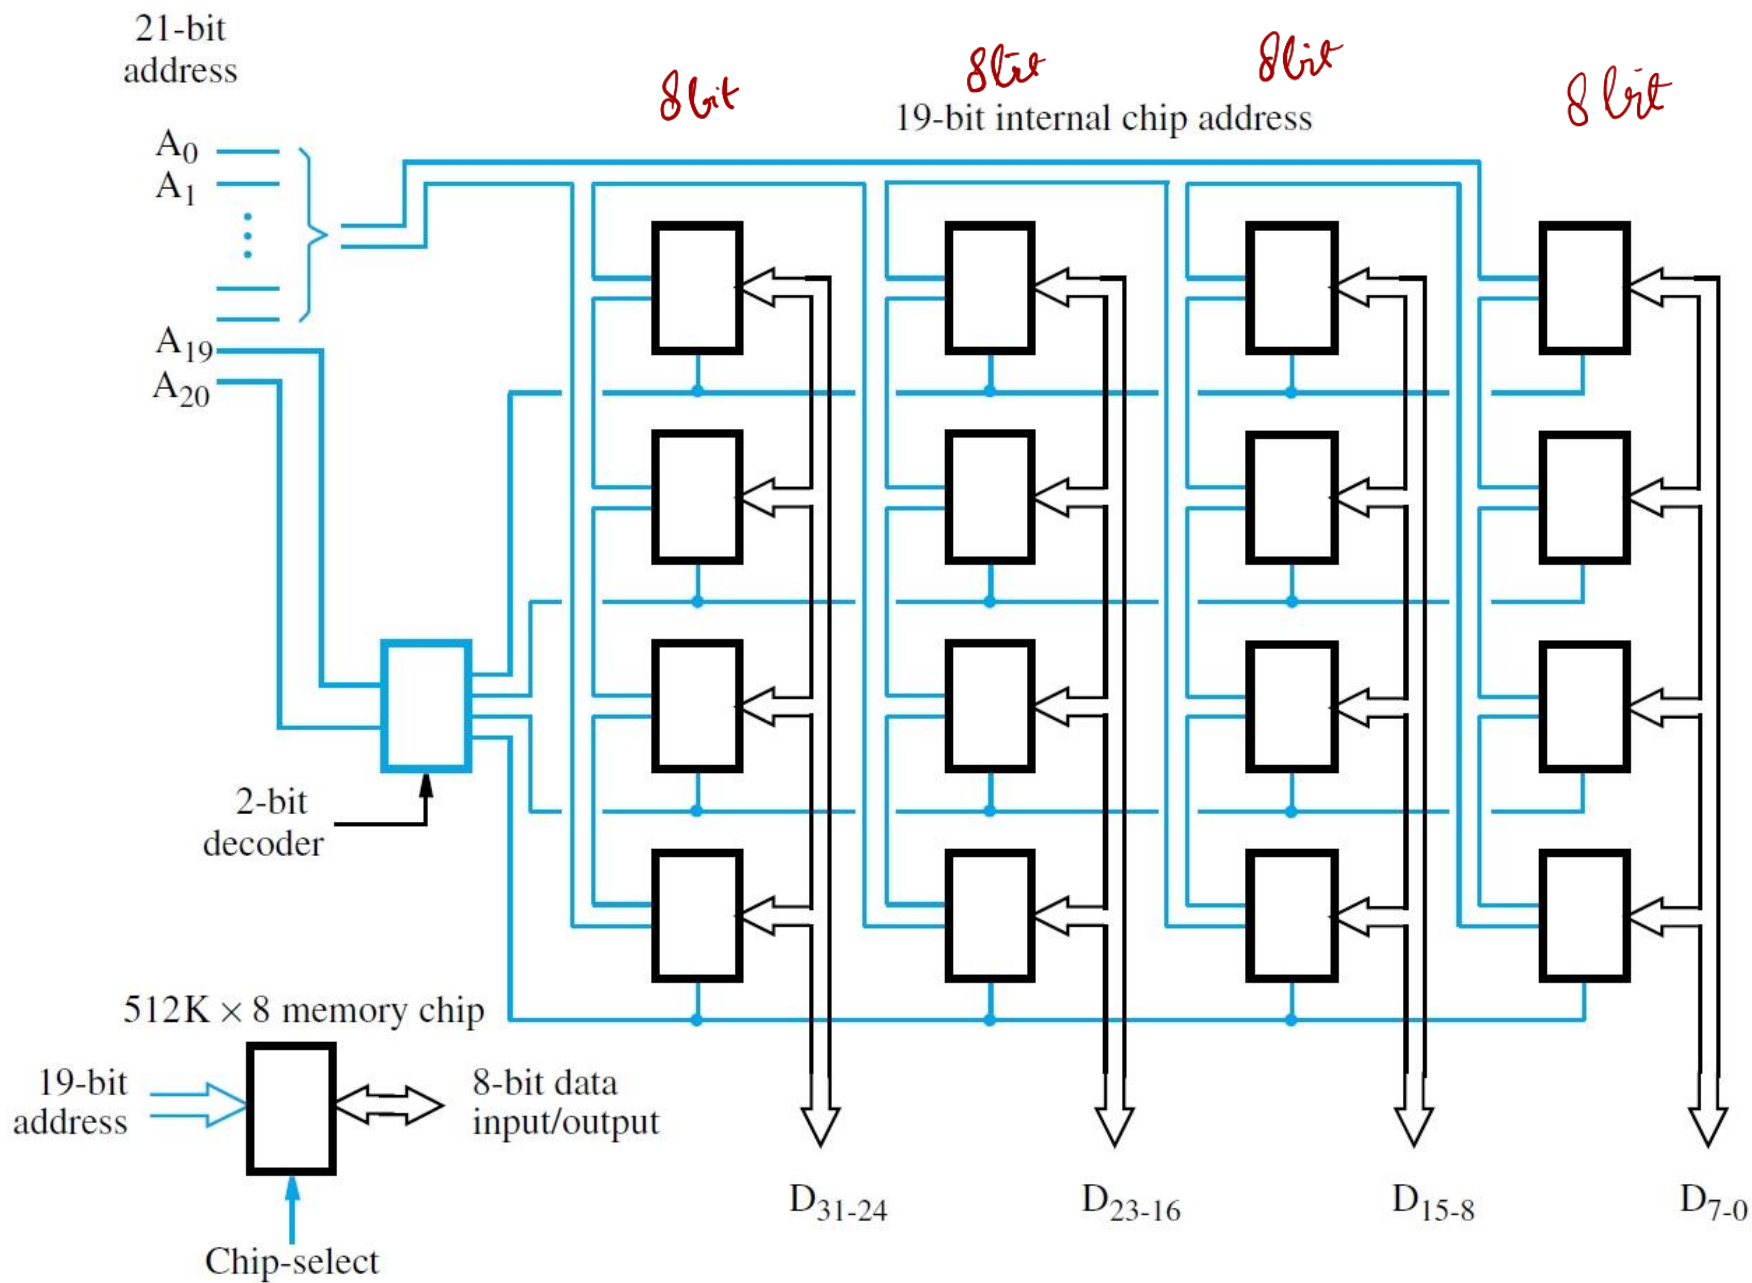 21-bit
address
8bit
8bit
8bit
8bit
19-bit internal chip address
A0
A1
A19
A20
2-bit
decoder
512K × 8 memory chip
19-bit
address
8-bit data
input/output
Chip-select
D31-24
D23-16
D15-8
D7-0